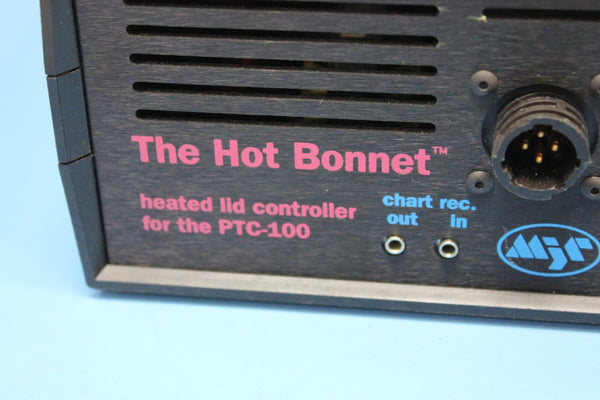 The Hot Bonnet™
heated lid controller
for the PTC-100
chart rec.
out in
MJR